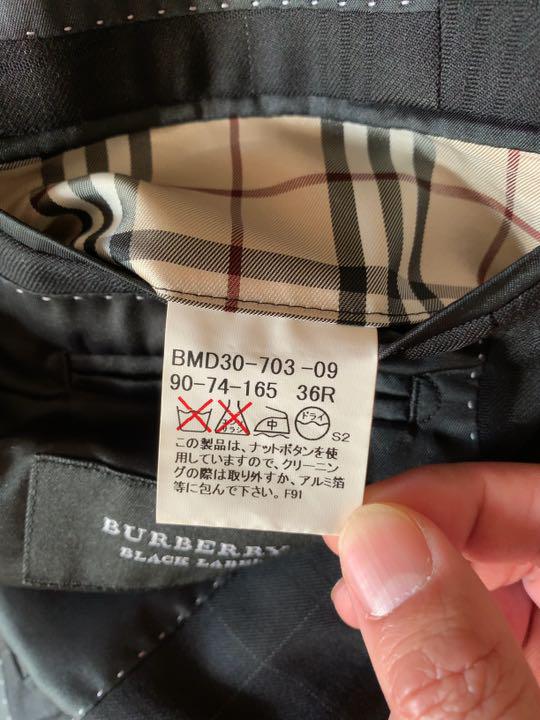 BMD30-703-09
90-74-165 36R
中 ドライ S2
この製品は、ナットボタンを使
用していますので、クリーニン
グの際は取り外すか、アルミ箔
等に包んで下さい。F91
BURBERRY
BLACK LABEL